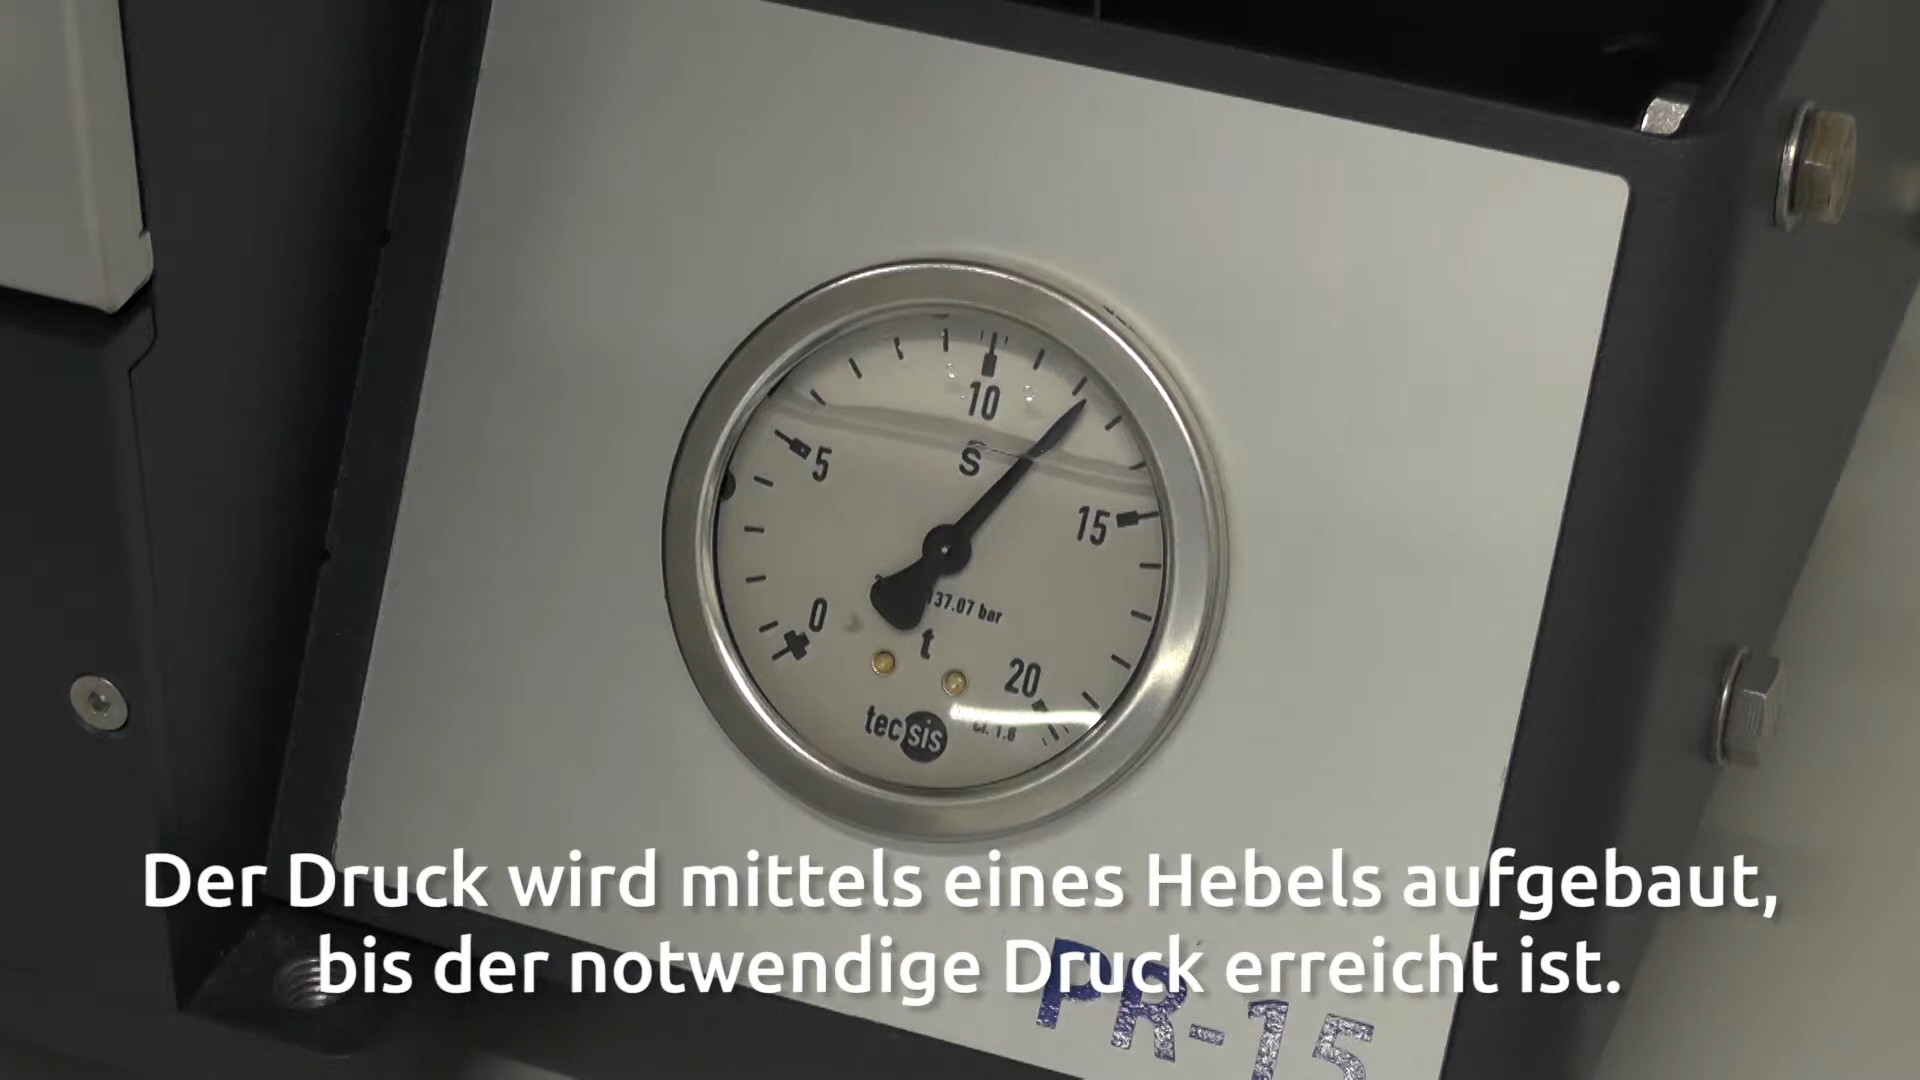 10
S
5
15
0
137.07 bar
t
20
tecsis
Cl. 1.6
Der Druck wird mittels eines Hebels aufgebaut,
bis der notwendige Druck erreicht ist.
PR-15